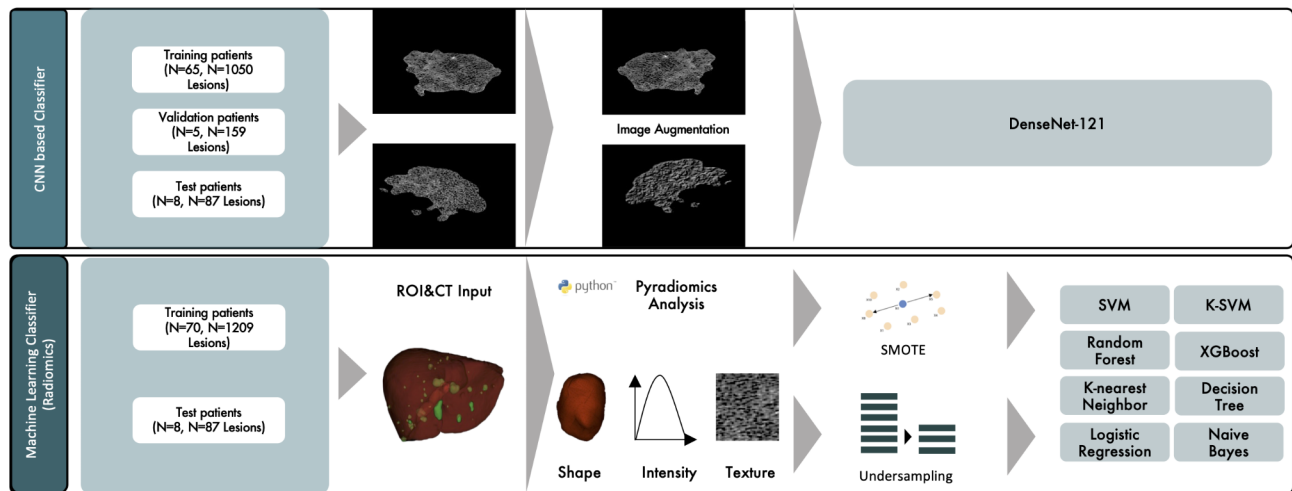 CNN based Classifier
Training patients
(N=65, N=1050
Lesions)
Validation patients
(N=5, N=159
Lesions)
Test patients
(N=8, N=87 Lesions)
Image Augmentation
DenseNet-121
Machine Learning Classifier
(Radiomics)
Training patients
(N=70, N=1209
Lesions)
Test patients
(N=8, N=87 Lesions)
ROI&CT Input
python
Pyradiomics
Analysis
Shape
Intensity
Texture
SMOTE
Undersampling
SVM
K-SVM
Random
Forest
XGBoost
K-nearest
Neighbor
Decision
Tree
Logistic
Regression
Naive
Bayes